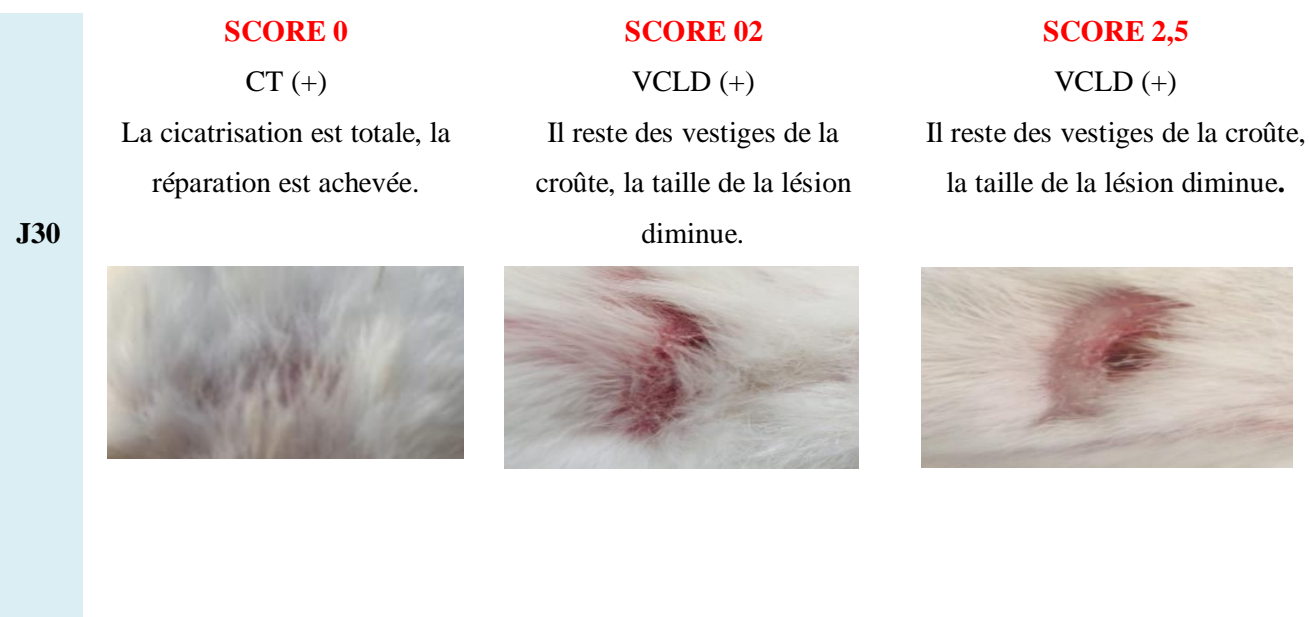 J30
SCORE 0
CT (+)
La cicatrisation est totale, la
réparation est achevée.
SCORE 02
VCLD (+)
Il reste des vestiges de la
croûte, la taille de la lésion
diminue.
SCORE 2,5
VCLD (+)
Il reste des vestiges de la croûte,
la taille de la lésion diminue.